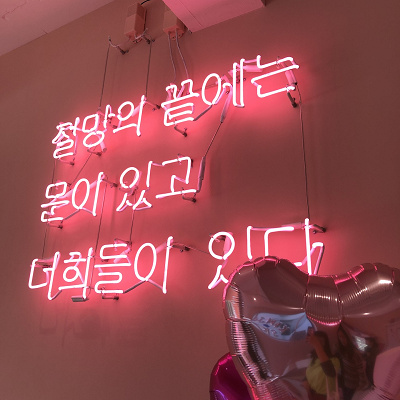 절망의 끝에는
문이 있고
너희들이 있다